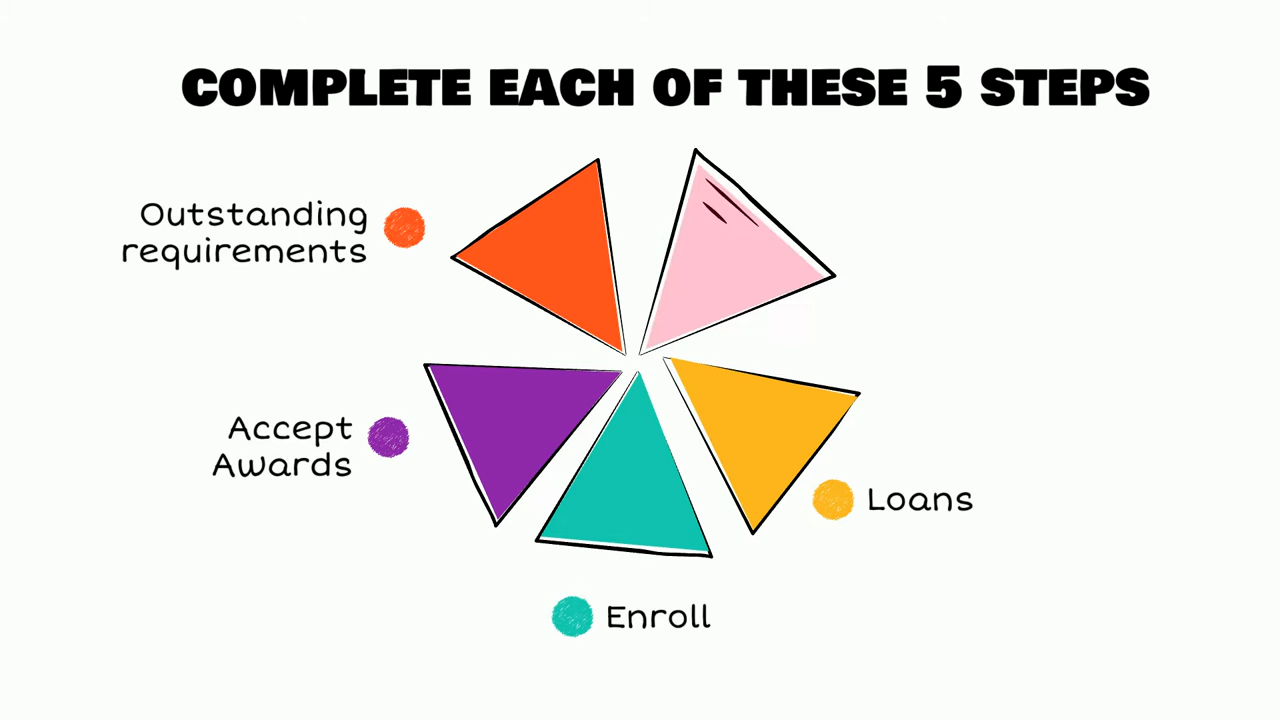 COMPLETE EACH OF THESE 5 STEPS
Outstanding
requirements
Accept
Awards
Loans
Enroll